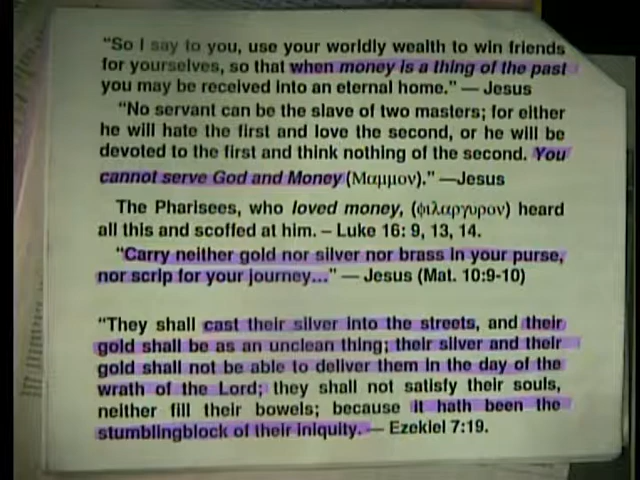 “So I say to you, use your worldly wealth to win friends
for yourselves, so that when money is a thing of the past
you may be received into an eternal home.” — Jesus
“No servant can be the slave of two masters; for either
he will hate the first and love the second, or he will be
devoted to the first and think nothing of the second. You
cannot serve God and Money (Μαμμον).” —Jesus
The Pharisees, who loved money, (φιλαργυρον) heard
all this and scoffed at him. – Luke 16: 9, 13, 14.
“Carry neither gold nor silver nor brass in your purse,
nor scrip for your journey...” — Jesus (Mat. 10:9-10)
“They shall cast their silver into the streets, and their
gold shall be as an unclean thing; their silver and their
gold shall not be able to deliver them in the day of the
wrath of the Lord; they shall not satisfy their souls,
neither fill their bowels; because it hath been the
stumblingblock of their iniquity. — Ezekiel 7:19.